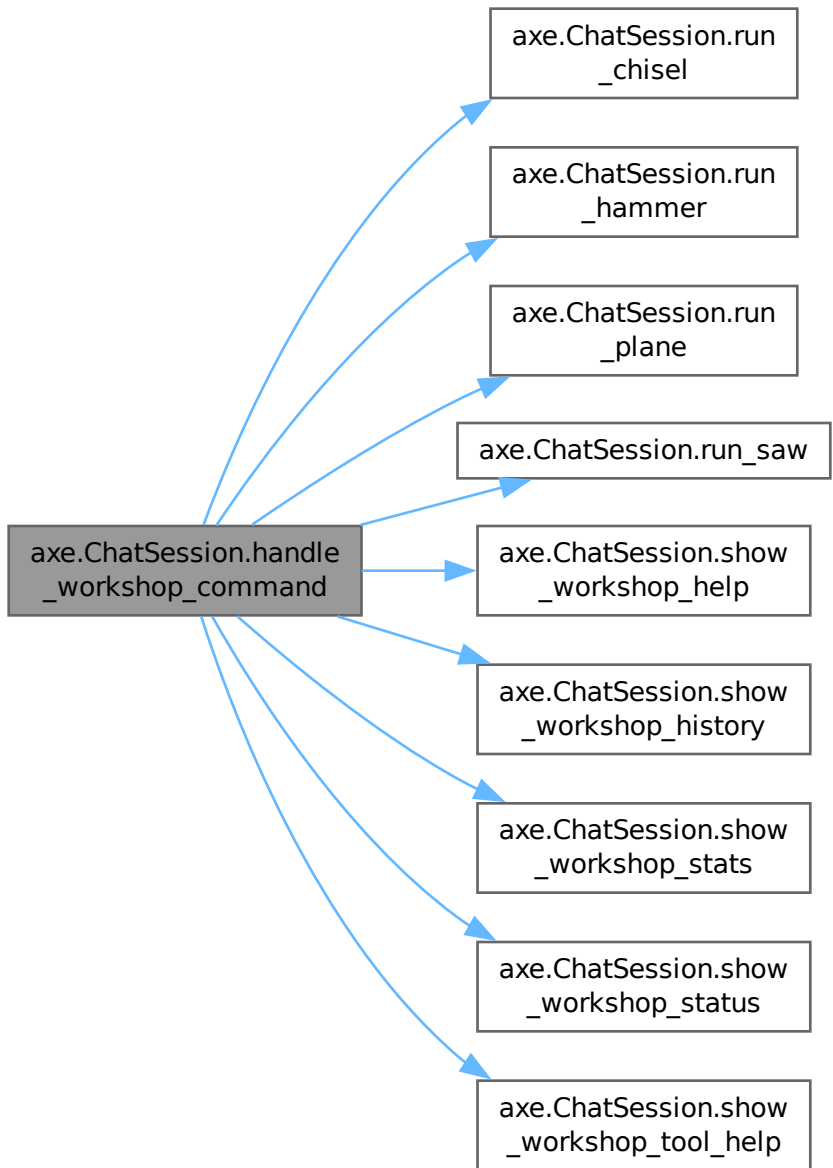 axe.ChatSession.run
_chisel
axe.ChatSession.run
_hammer
axe.ChatSession.run
_plane
axe.ChatSession.run_saw
axe.ChatSession.handle
_workshop_command
axe.ChatSession.show
_workshop_help
axe.ChatSession.show
_workshop_history
axe.ChatSession.show
_workshop_stats
axe.ChatSession.show
_workshop_status
axe.ChatSession.show
_workshop_tool_help